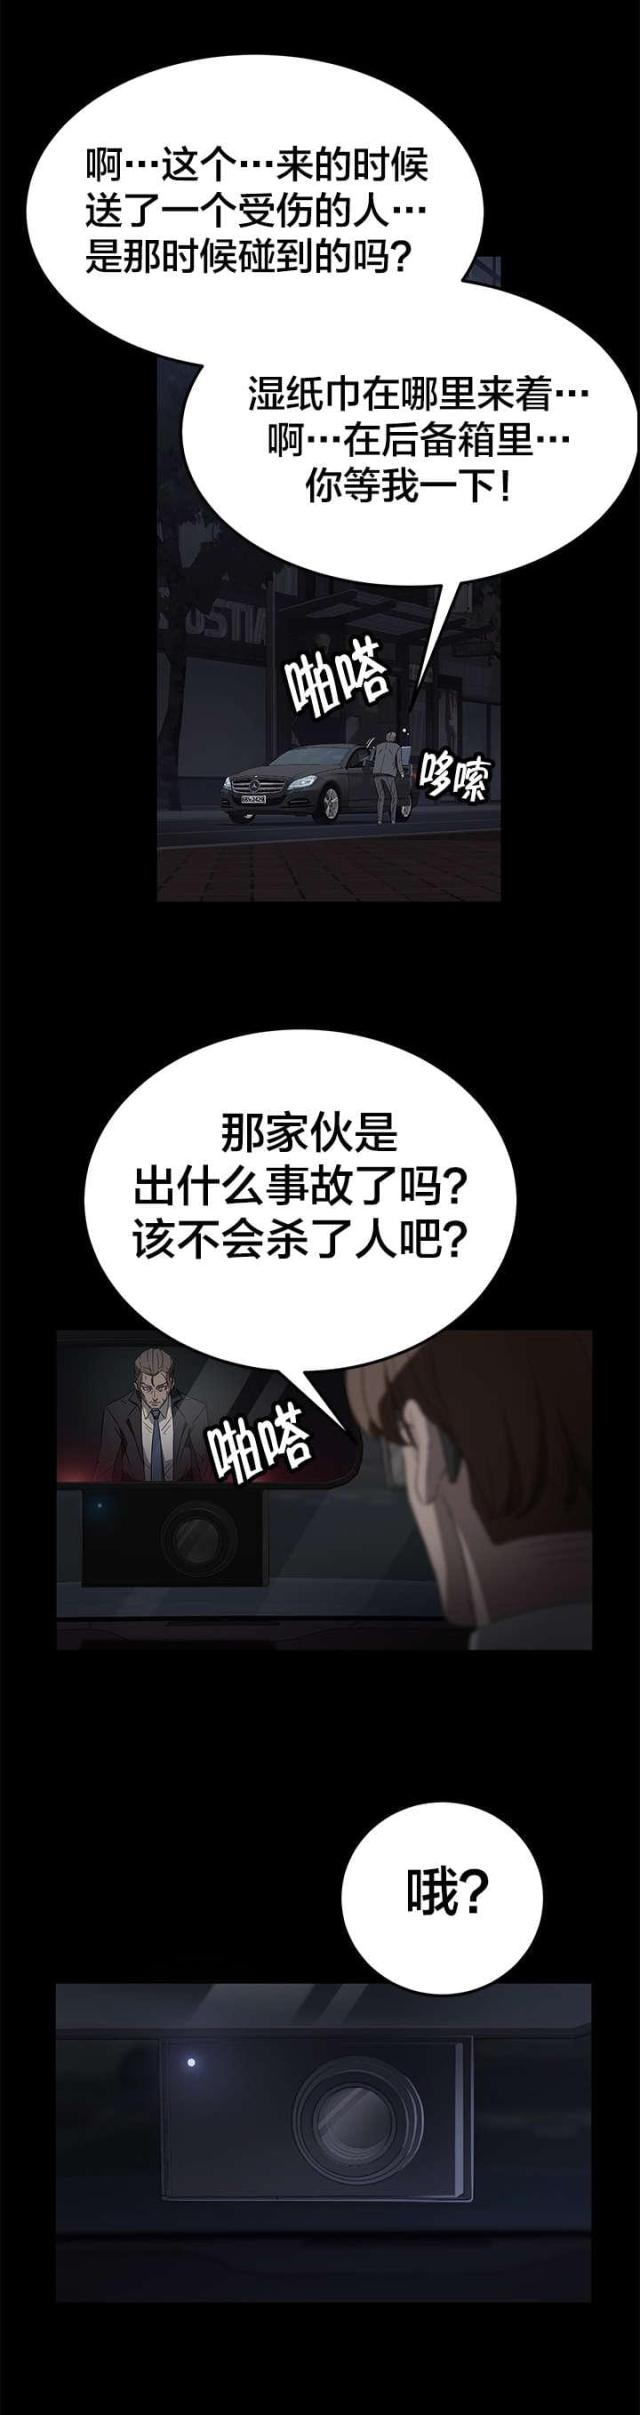 啊…这个…来的时候
送了一个受伤的人…
是那时候碰到的吗?
湿纸巾在哪里来着…
啊…在后备箱里…
你等我一下!
啪嗒
哆嗦
那家伙是
出什么事故了吗?
该不会杀了人吧?
啪嗒
哦?